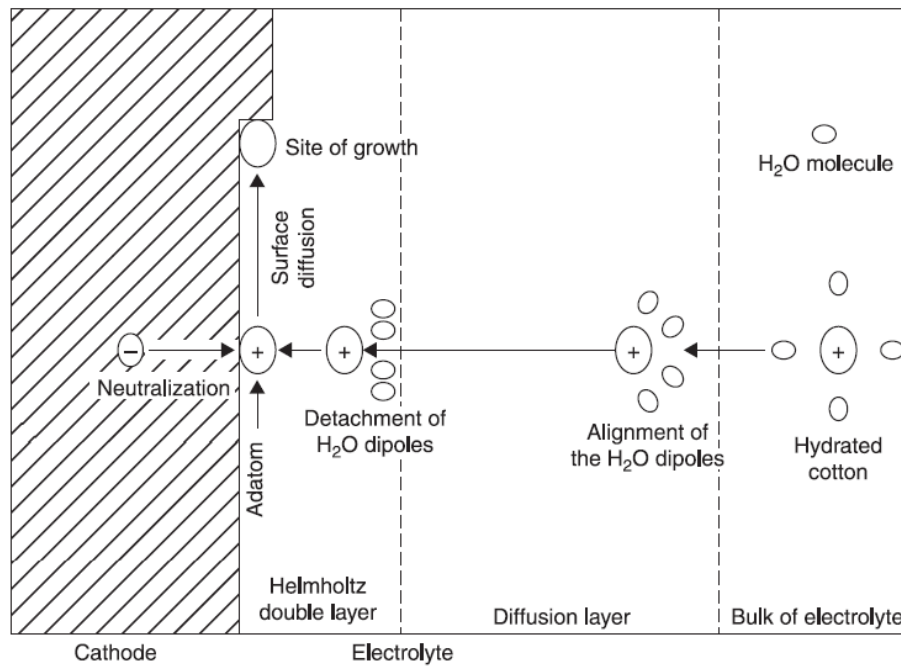 Site of growth
H₂O molecule
Surface
diffusion
+
+
+
+
−
Neutralization
Detachment of
H₂O dipoles
Alignment of
the H₂O dipoles
Hydrated
cotton
Adatom
Helmholtz
double layer
Diffusion layer
Bulk of electrolyte
Cathode
Electrolyte